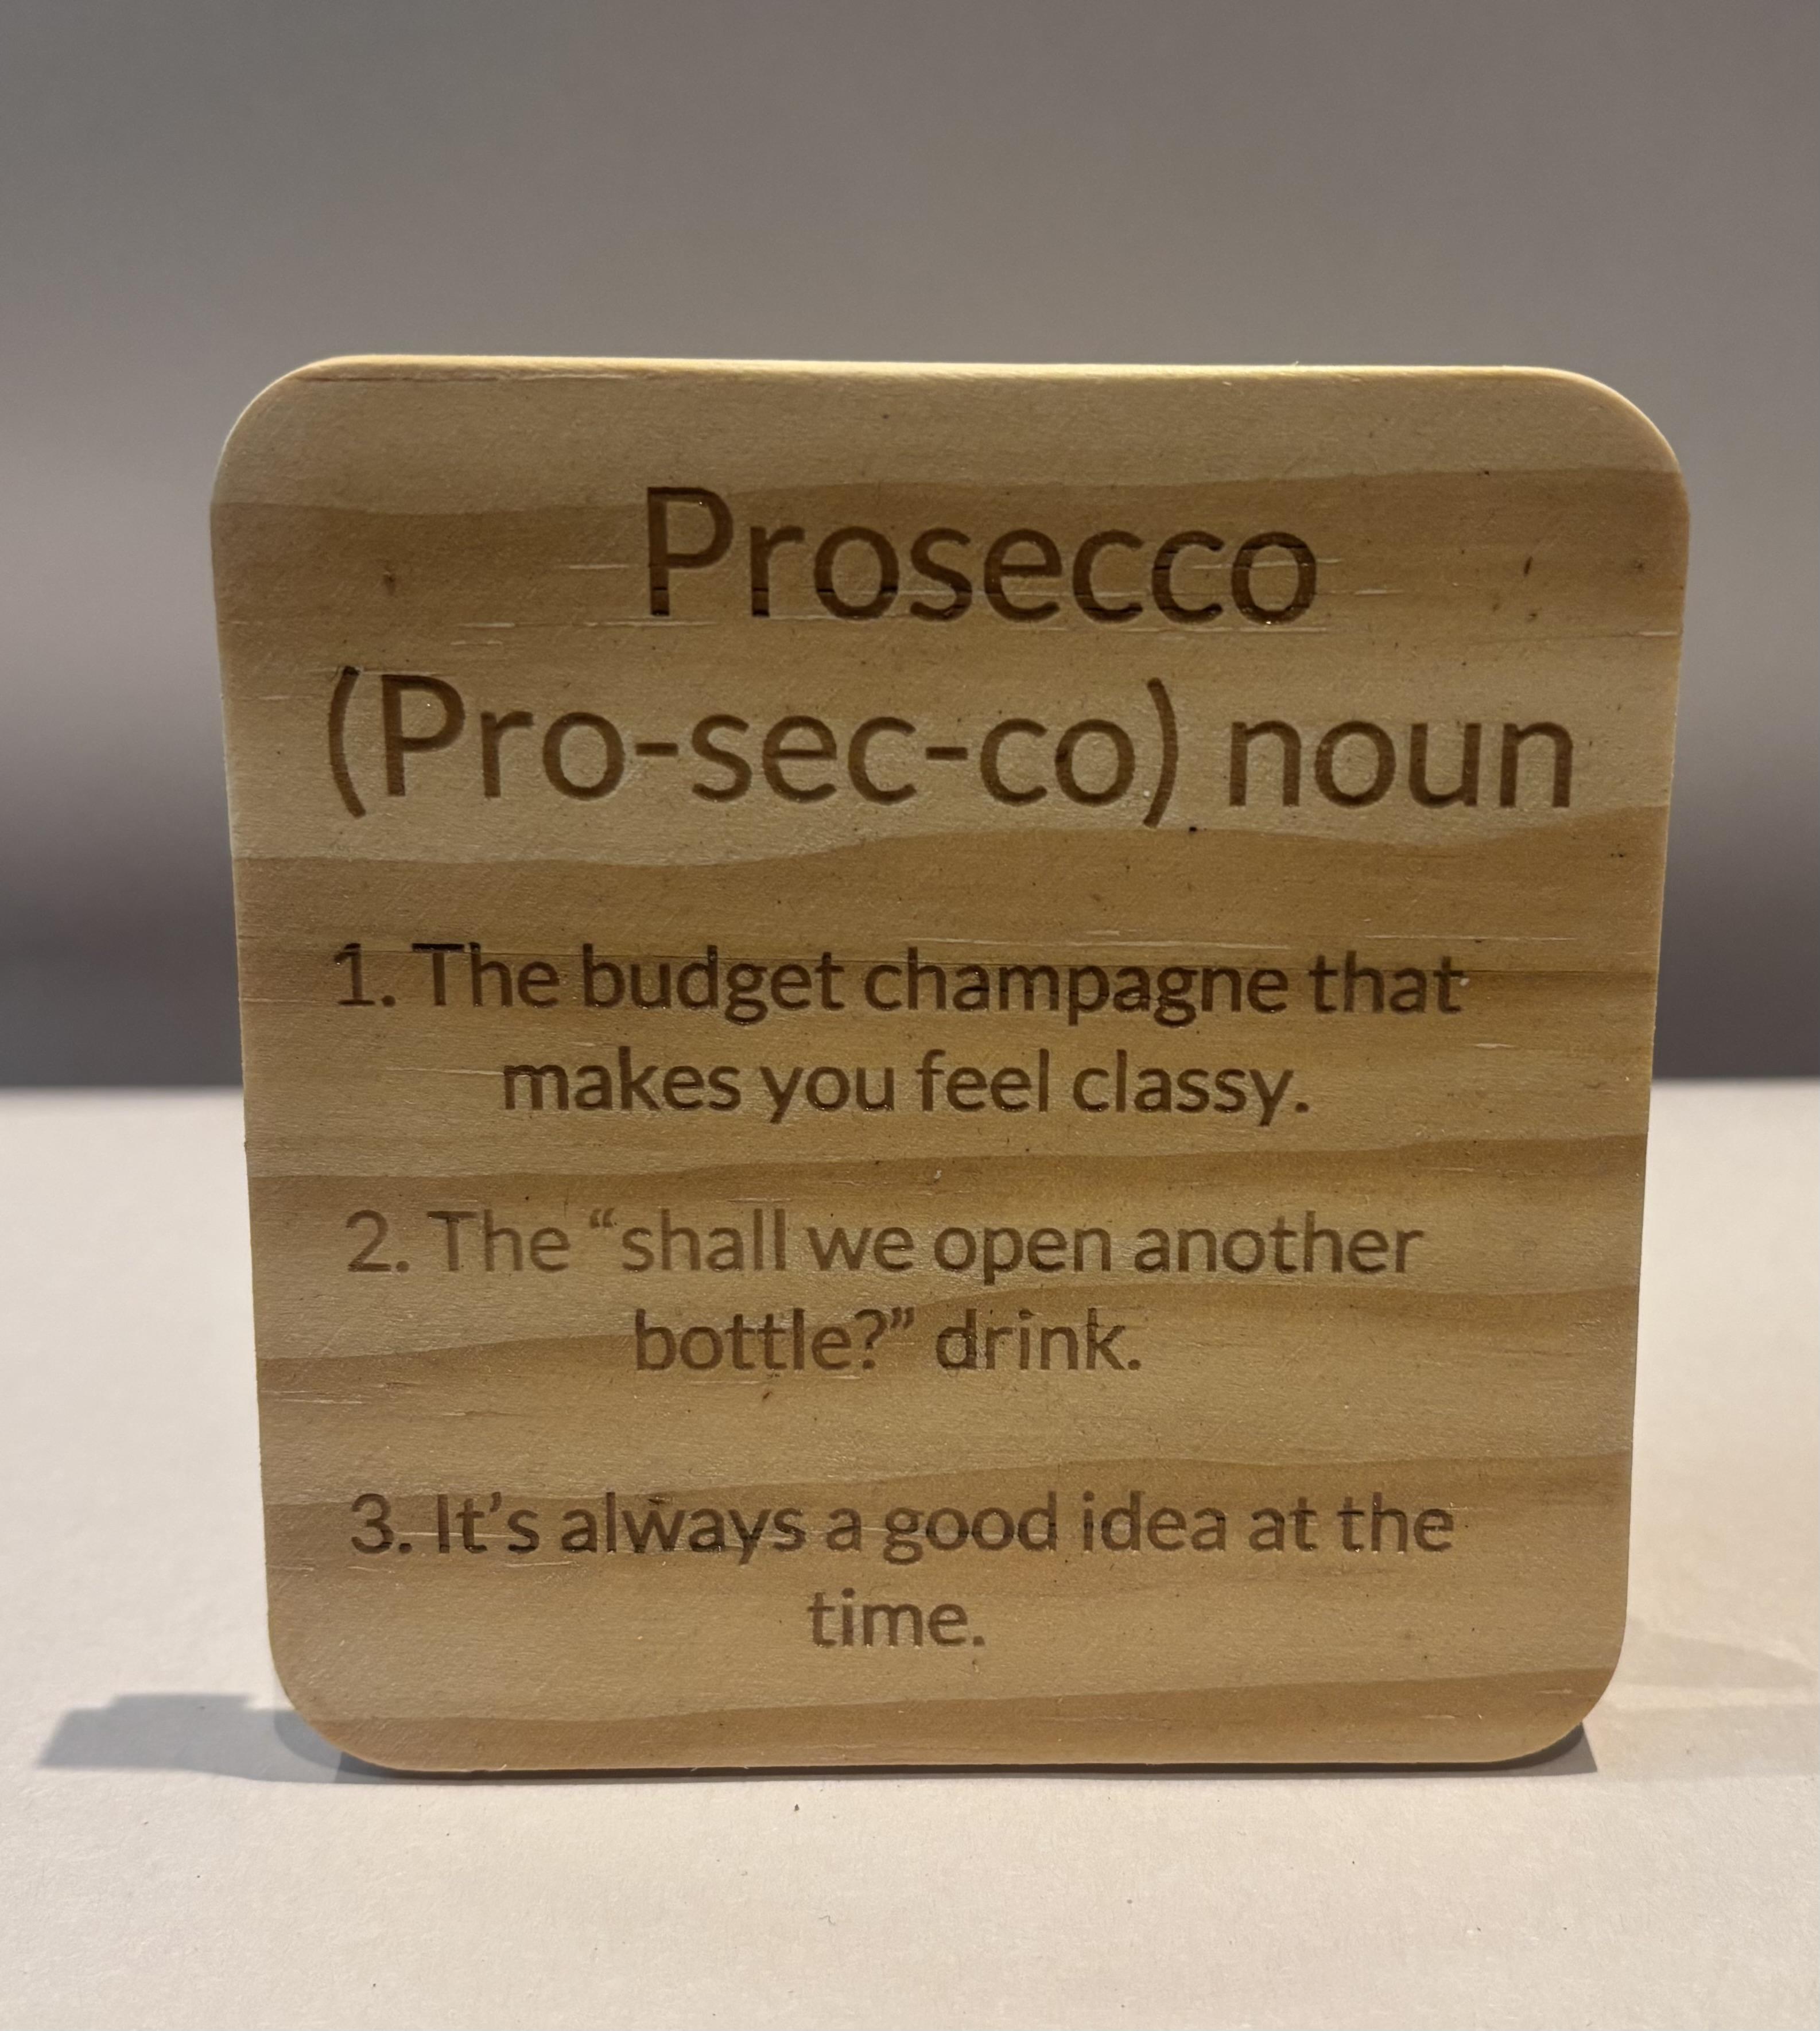 Prosecco
(Pro-sec-co) noun
1. The budget champagne that
makes you feel classy.
2. The “shall we open another
bottle?” drink.
3. It’s always a good idea at the
time.